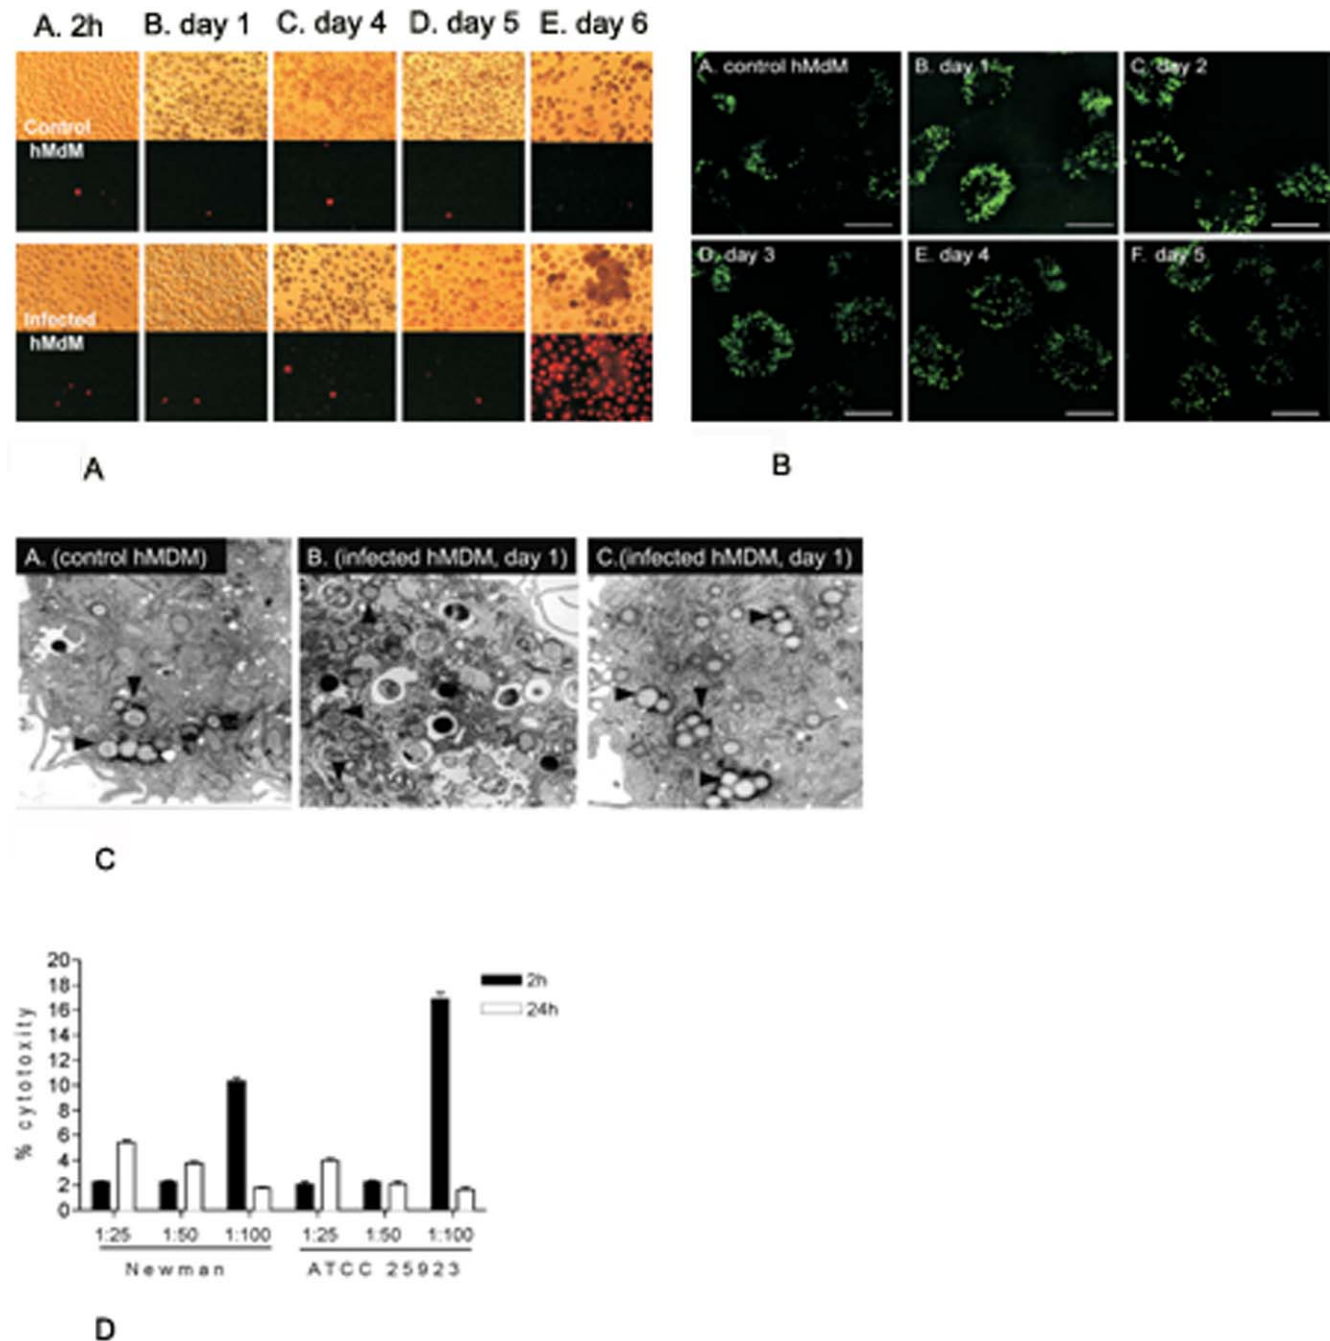 A. 2h B. day 1 C. day 4 D. day 5 E. day 6
Control
hMdM
Infected
hMdM
A
A. control hMdM B. day 1 C. day 2
D. day 3 E. day 4 F. day 5
B
A. (control hMDM) B. (infected hMDM, day 1) C.(infected hMDM, day 1)
C
% cytotoxity
20
18
16
14
12
10
8
6
4
2
0
2h
24h
1:25 1:50 1:100 1:25 1:50 1:100
Newman ATCC 25923
D